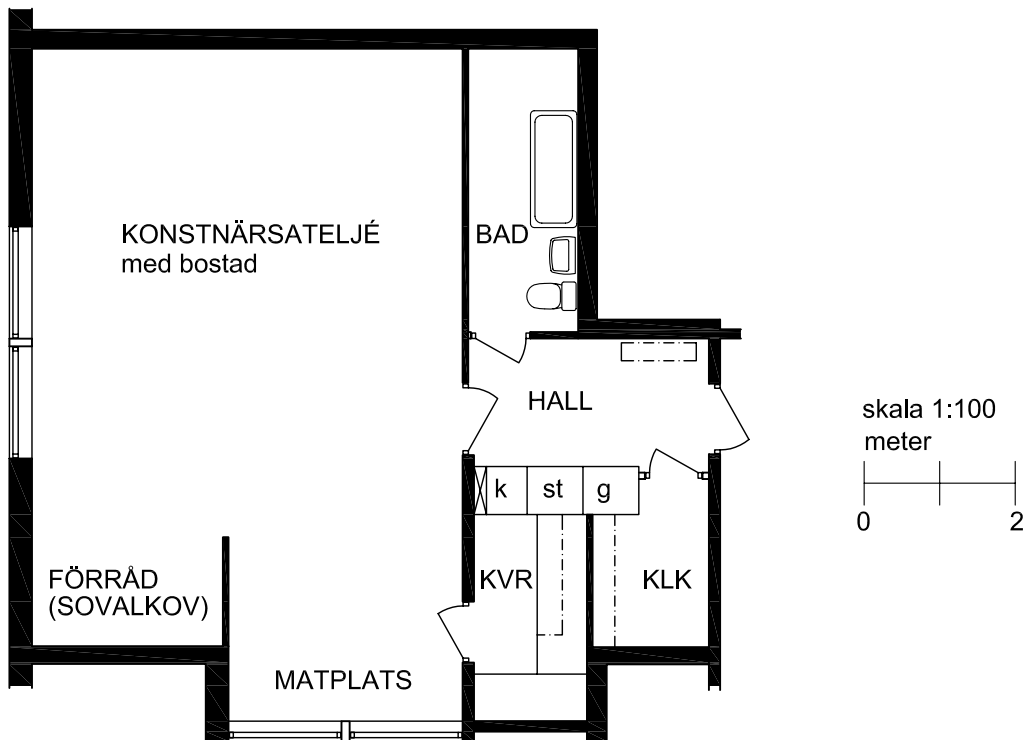 KONSTNÄRSATELJÉ
med bostad
BAD
HALL
skala 1:100
meter
0 2
k st g
FÖRRÅD
(SOVALKOV)
KVR
KLK
MATPLATS